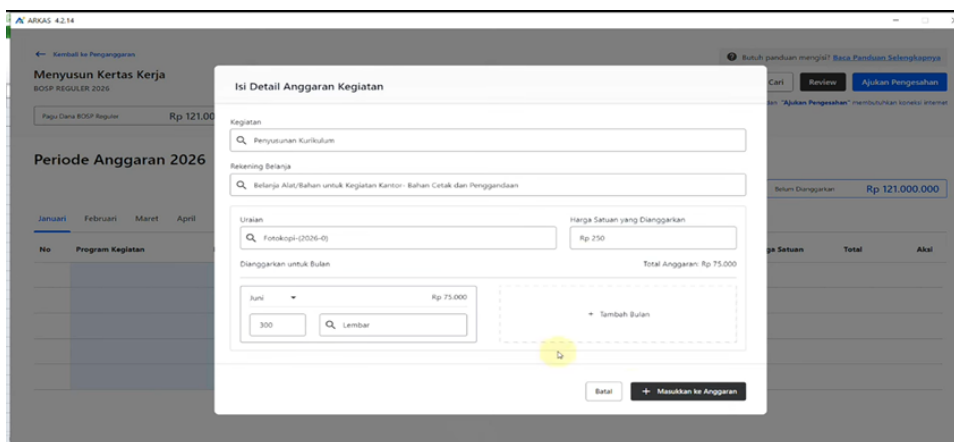 ARKAS 4.2.14
← Kembali ke Penganggaran
Butuh panduan mengisi? Baca Panduan Selengkapnya
Menyusun Kertas Kerja
BOSP REGULER 2026
Cari
Review
Ajukan Pengesahan
"Ajukan Pengesahan" membutuhkan koneksi internet
Pagu Dana BOSP Reguler Rp 121.00
Isi Detail Anggaran Kegiatan
Kegiatan
Penyusunan Kurikulum
Rekening Belanja
Belanja Alat/Bahan untuk Kegiatan Kantor- Bahan Cetak dan Penggandaan
Periode Anggaran 2026
Belum Dianggarkan Rp 121.000.000
Januari Februari Maret April
Uraian
Fotokopi-(2026-0)
Harga Satuan yang Dianggarkan
Rp 250
No Program Kegiatan
ga Satuan Total Aksi
Dianggarkan untuk Bulan
Total Anggaran: Rp 75.000
Juni Rp 75.000
300 Lembar
+ Tambah Bulan
Batal
+ Masukkan ke Anggaran